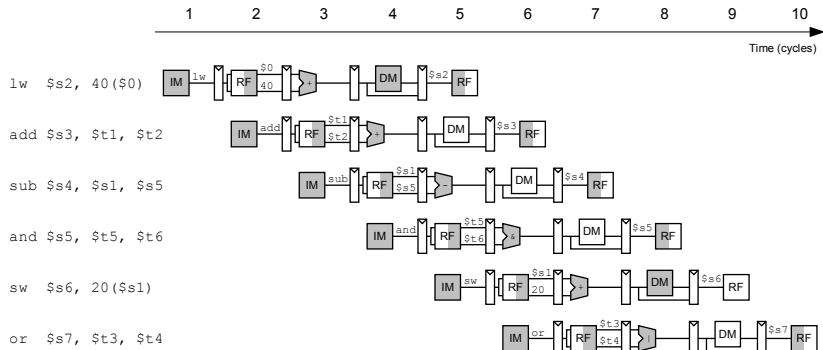 1 2 3 4 5 6 7 8 9 10
Time (cycles)
lw $s2, 40($0) IM lw RF $0 40 + DM $s2 RF
add $s3, $t1, $t2 IM add RF $t1 $t2 + DM $s3 RF
sub $s4, $s1, $s5 IM sub RF $s1 $s5 - DM $s4 RF
and $s5, $t5, $t6 IM and RF $t5 $t6 & DM $s5 RF
sw $s6, 20($s1) IM sw RF $s1 20 + DM $s6 RF
or $s7, $t3, $t4 IM or RF $t3 $t4 | DM $s7 RF